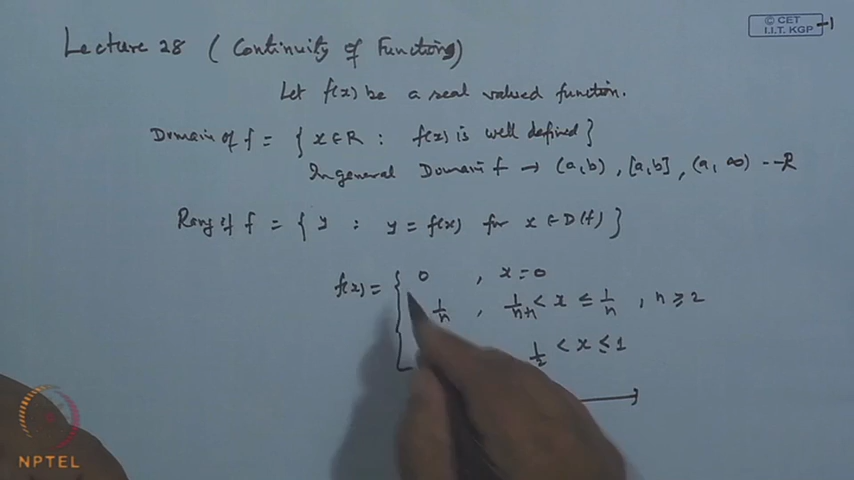 © CET
I.I.T. KGP
Lecture 28 ( Continuity of Functions)
Let f(x) be a real valued function.
Domain of f = { x ∈ R : f(x) is well defined }
In general Domain f → (a,b), [a,b], (a, ∞) -- R
Rang of f = { y : y = f(x) for x ∈ D(f) }
f(x) = { 0 , x = 0
1/n , 1/n+1 < x ≤ 1/n , n ≥ 2
1/2 < x ≤ 1
NPTEL